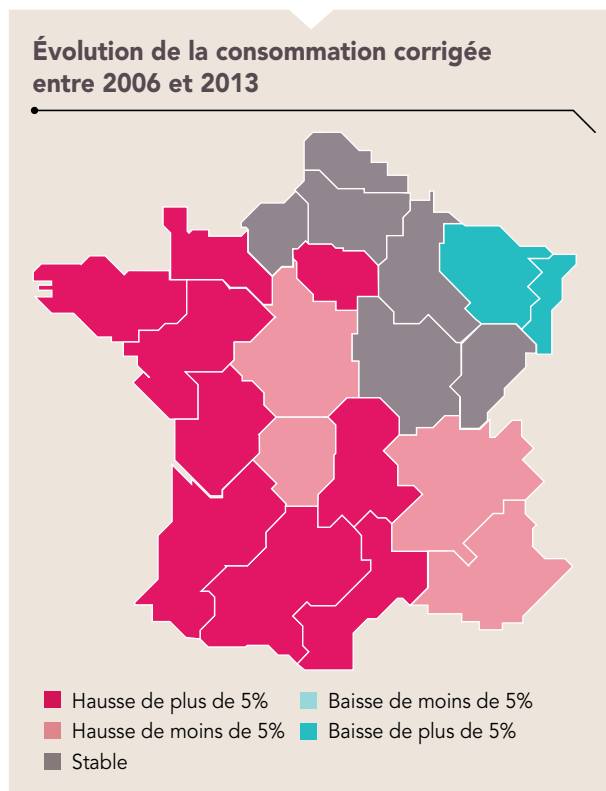 Évolution de la consommation corrigée
entre 2006 et 2013
Hausse de plus de 5%
Hausse de moins de 5%
Stable
Baisse de moins de 5%
Baisse de plus de 5%